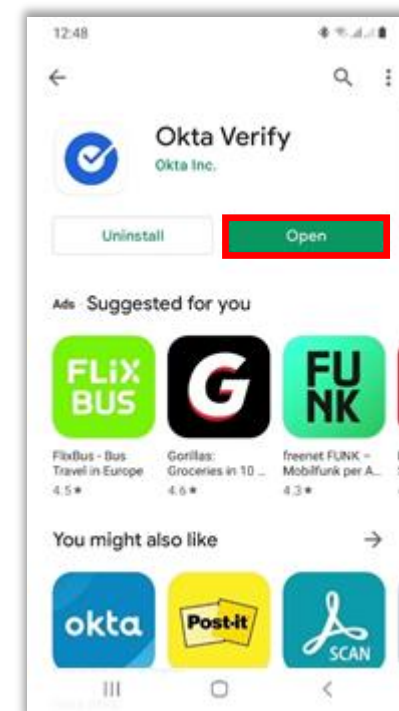 12:48
Okta Verify
Okta Inc.
Uninstall
Open
Ads · Suggested for you
FLiX
BUS
G
FU
NK
FlixBus - Bus
Travel in Europe
4.5★
Gorillas:
Groceries in 10 ...
4.6★
freenet FUNK –
Mobilfunk per A...
4.3★
You might also like
okta
Post-it
SCAN